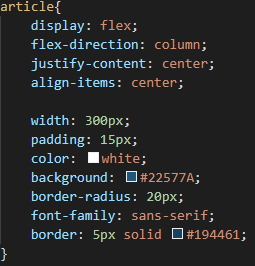 article{
    display: flex;
    flex-direction: column;
    justify-content: center;
    align-items: center;

    width: 300px;
    padding: 15px;
    color: white;
    background: #22577A;
    border-radius: 20px;
    font-family: sans-serif;
    border: 5px solid #194461;
}